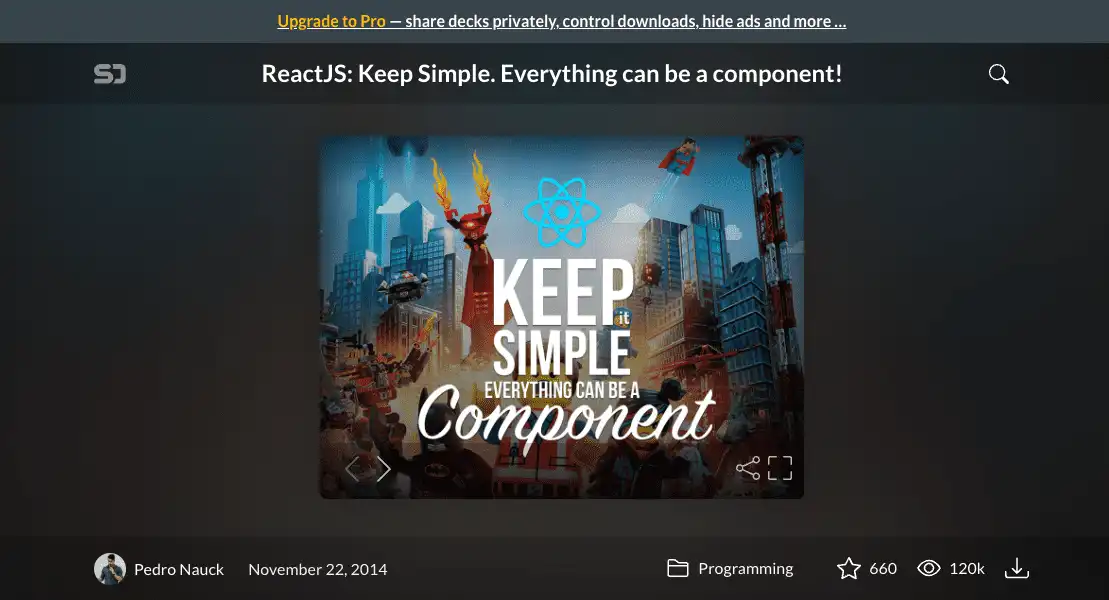 Upgrade to Pro — share decks privately, control downloads, hide ads and more …
SD
ReactJS: Keep Simple. Everything can be a component!
KEEP
it
SIMPLE
EVERYTHING CAN BE A
Component
Pedro Nauck
November 22, 2014
Programming
660
120k